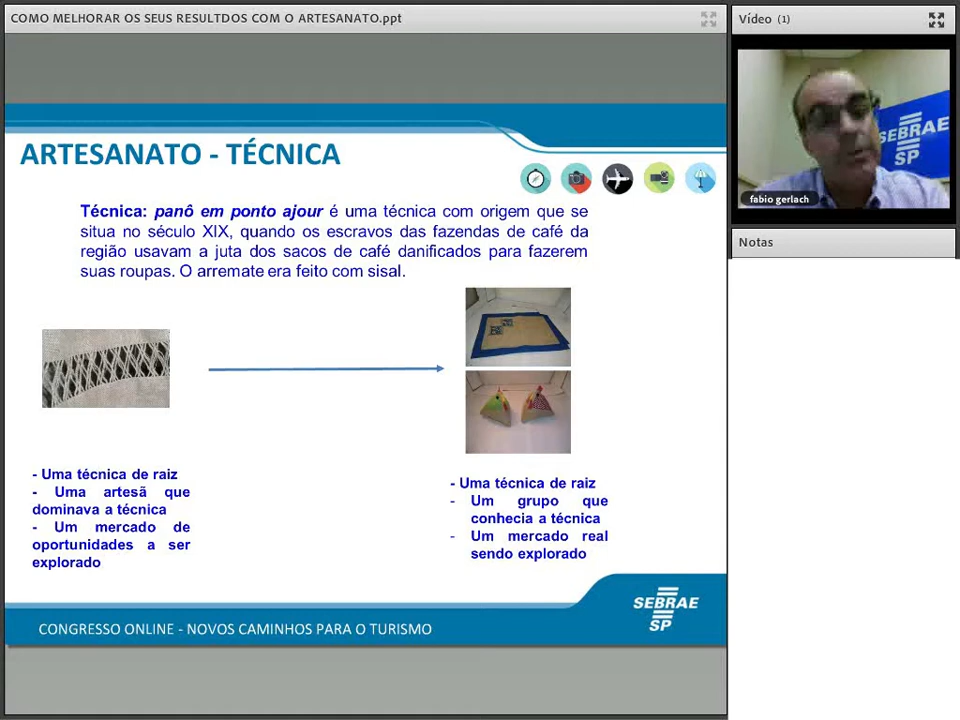 COMO MELHORAR OS SEUS RESULTDOS COM O ARTESANATO.ppt
Vídeo (1)
SEBRAE
SP
fabio gerlach
Notas
ARTESANATO - TÉCNICA
Técnica: panô em ponto ajour é uma técnica com origem que se
situa no século XIX, quando os escravos das fazendas de café da
região usavam a juta dos sacos de café danificados para fazerem
suas roupas. O arremate era feito com sisal.
- Uma técnica de raiz
- Uma artesã que
dominava a técnica
- Um mercado de
oportunidades a ser
explorado
- Uma técnica de raiz
- Um grupo que
conhecia a técnica
- Um mercado real
sendo explorado
SEBRAE
SP
CONGRESSO ONLINE - NOVOS CAMINHOS PARA O TURISMO